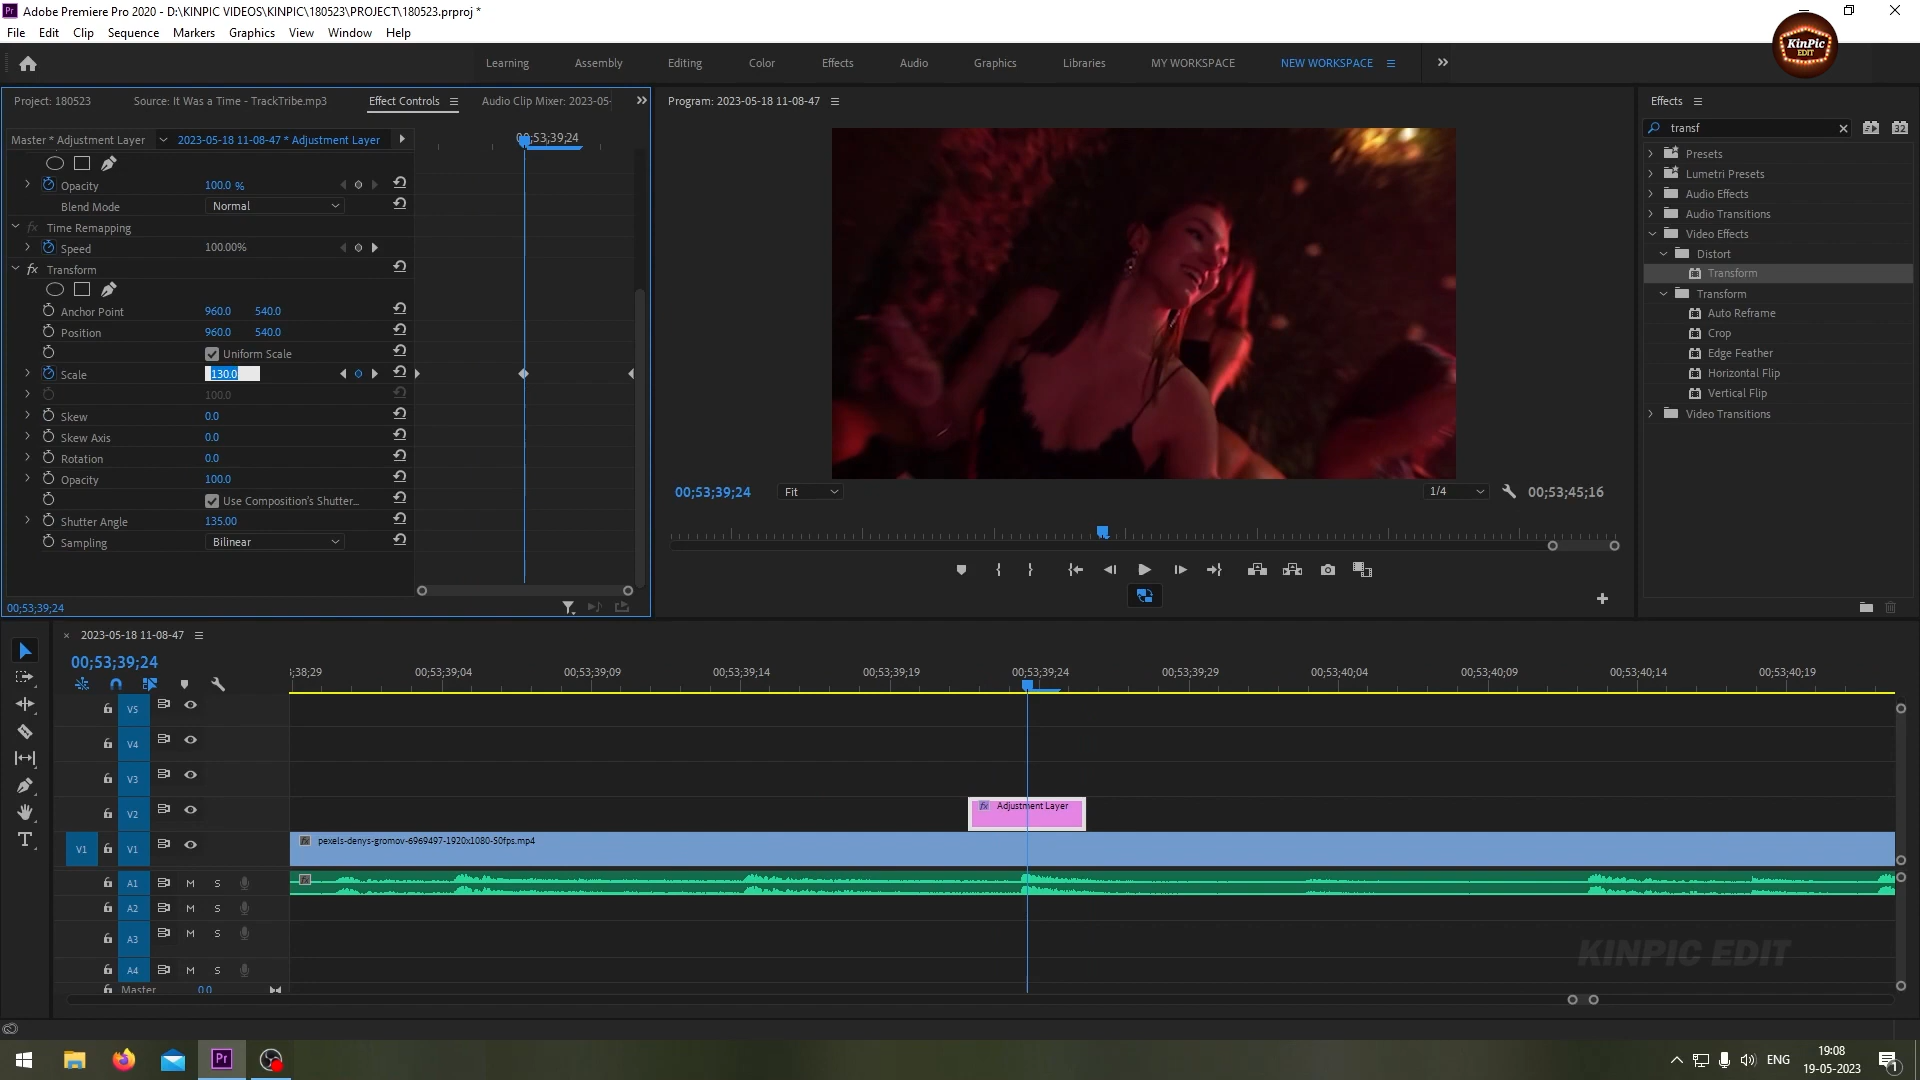 Adobe Premiere Pro 2020 - D:\KINPIC VIDEOS\KINPIC\180523\PROJECT\180523.prproj *
File Edit Clip Sequence Markers Graphics View Window Help
KinPic
EDIT
Learning Assembly Editing Color Effects Audio Graphics Libraries MY WORKSPACE NEW WORKSPACE
Project: 180523 Source: It Was a Time - TrackTribe.mp3 Effect Controls Audio Clip Mixer: 2023-05-
Program: 2023-05-18 11-08-47
Effects
transf
Master * Adjustment Layer 2023-05-18 11-08-47 * Adjustment Layer
00;53;39;24
Opacity 100.0 %
Blend Mode Normal
Time Remapping
Speed 100.00%
fx Transform
Anchor Point 960.0 540.0
Position 960.0 540.0
Uniform Scale
Scale 130.0
100.0
Skew 0.0
Skew Axis 0.0
Rotation 0.0
Opacity 100.0
Use Composition's Shutter...
Shutter Angle 135.00
Sampling Bilinear
00;53;39;24
00;53;39;24 Fit 1/4 00;53;45;16
Presets
Lumetri Presets
Audio Effects
Audio Transitions
Video Effects
Distort
Transform
Transform
Auto Reframe
Crop
Edge Feather
Horizontal Flip
Vertical Flip
Video Transitions
2023-05-18 11-08-47
00;53;39;24
;38;29 00;53;39;04 00;53;39;09 00;53;39;14 00;53;39;19 00;53;39;24 00;53;39;29 00;53;40;04 00;53;40;09 00;53;40;14 00;53;40;19
V5
V4
V3
V2 fx Adjustment Layer
V1 V1 fx pexels-denys-gromov-6969497-1920x1080-50fps.mp4
A1 M S fx
A2 M S
A3 M S
A4 M S
Master 0.0
KINPIC EDIT
Pr
ENG
19:08
19-05-2023
1